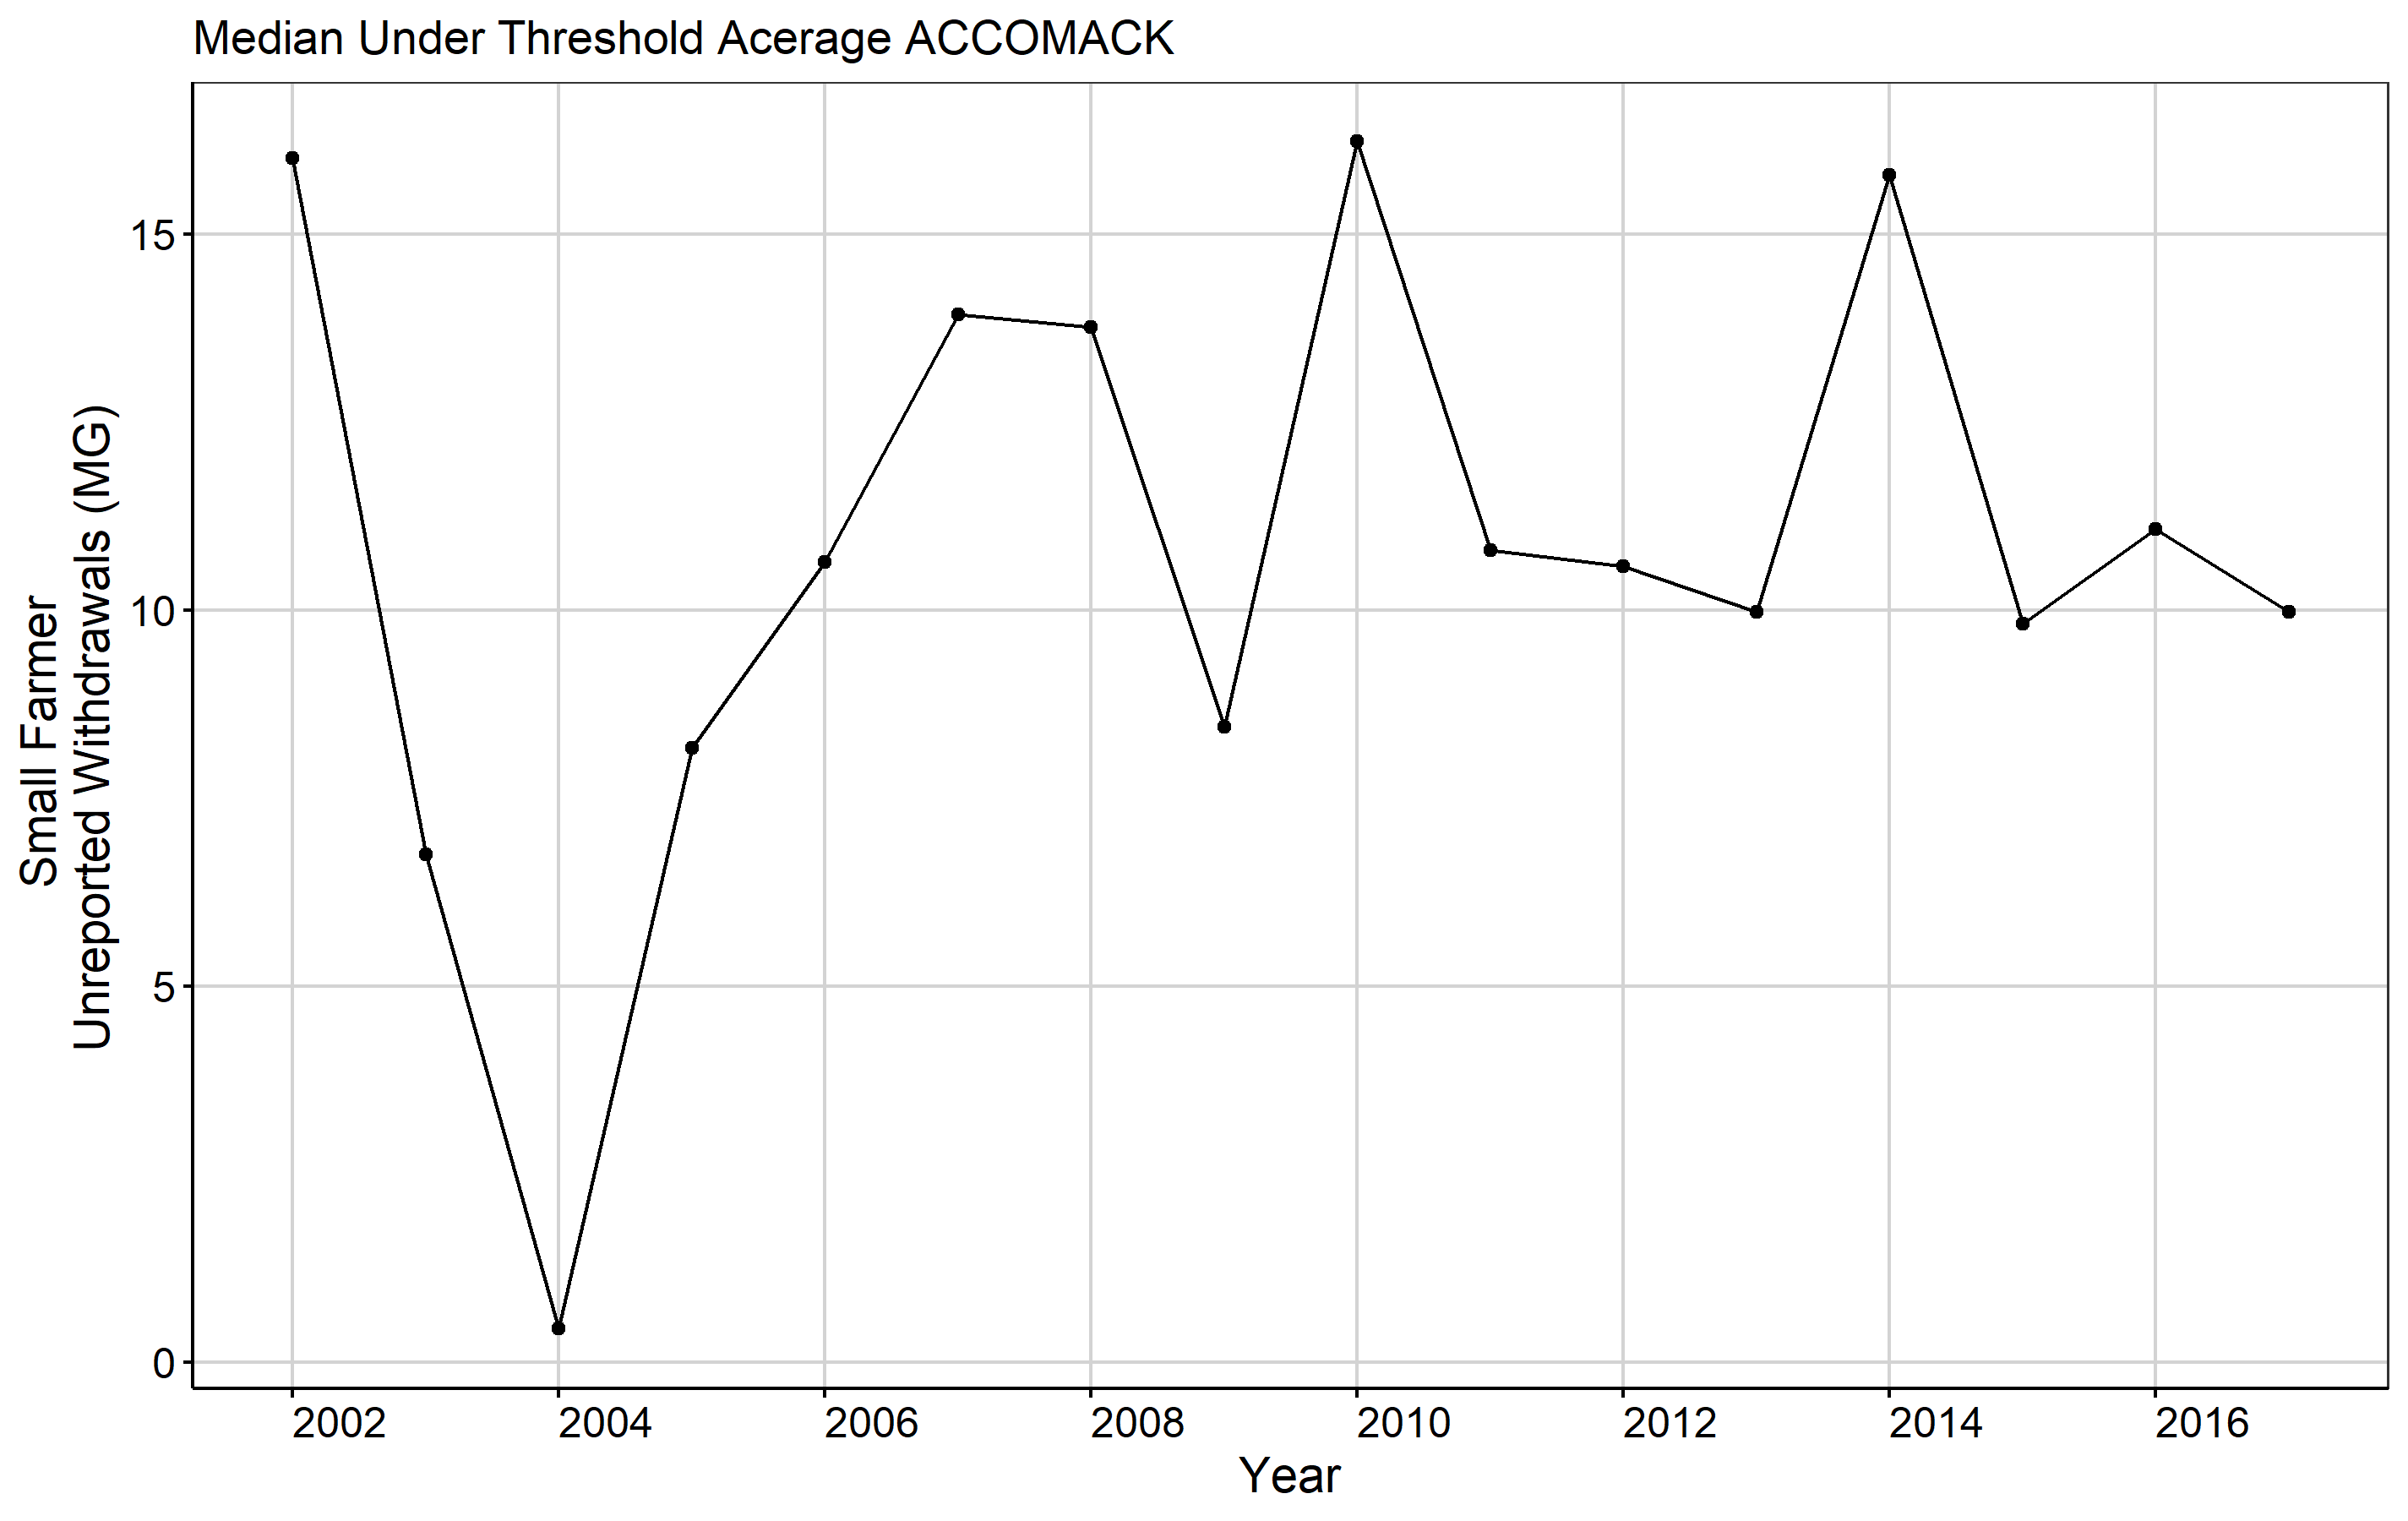 Median Under Threshold Acerage ACCOMACK
Small Farmer
Unreported Withdrawals (MG)
15
10
5
0
2002 2004 2006 2008 2010 2012 2014 2016
Year